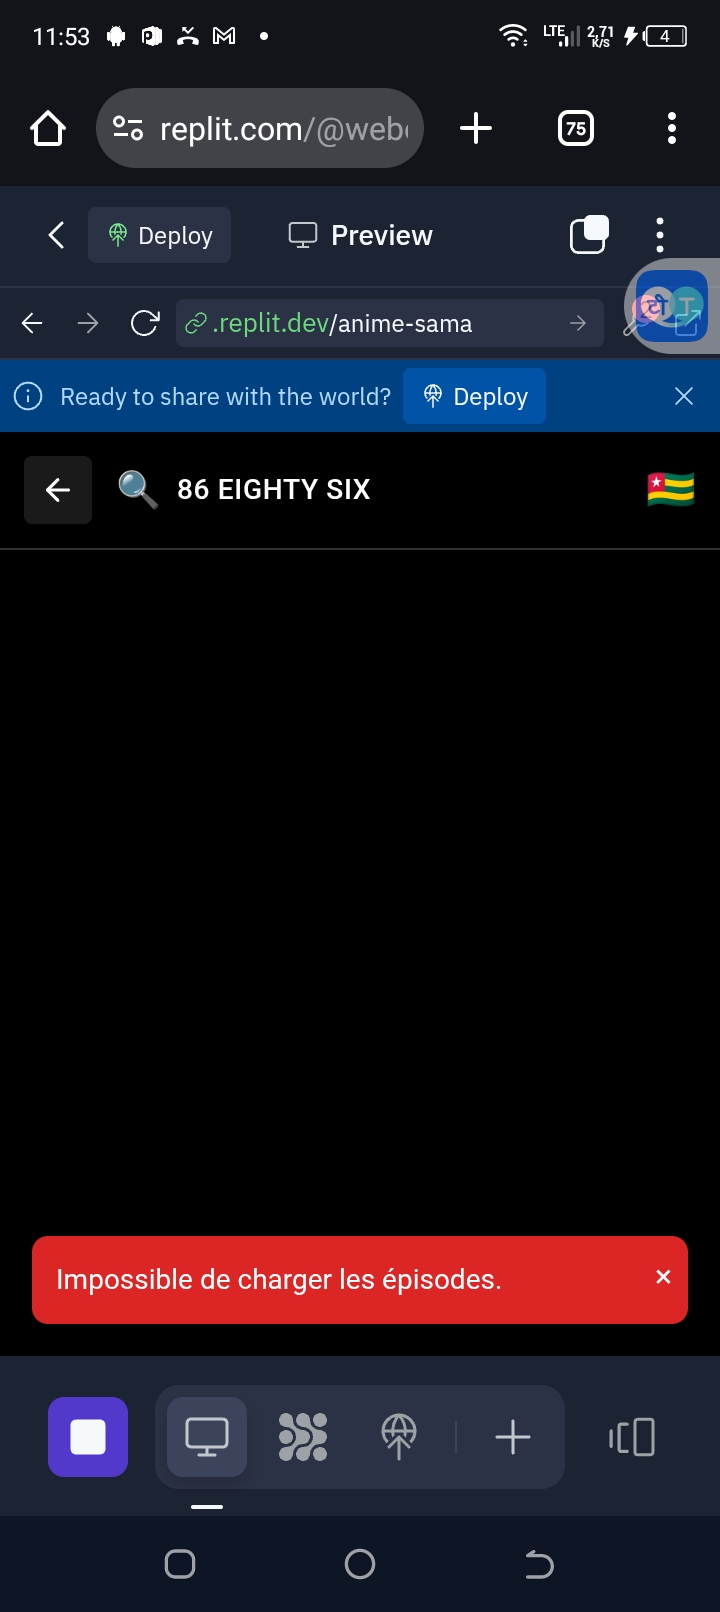 11:53
LTE
2,71
K/S
4
replit.com/@web
75
Deploy
Preview
टी T
.replit.dev/anime-sama
Ready to share with the world?
Deploy
86 EIGHTY SIX
Impossible de charger les épisodes.